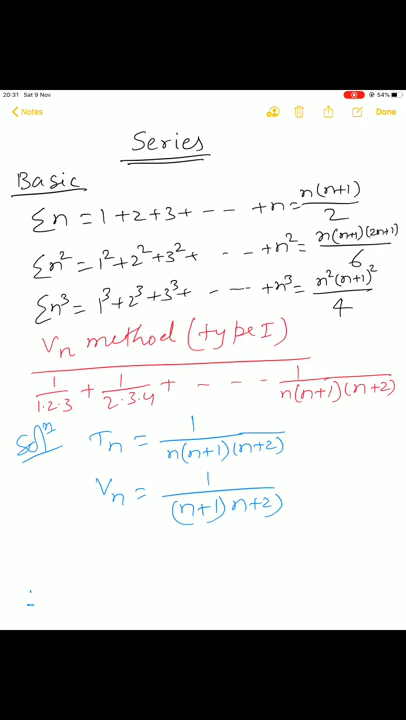 20:31 Sat 9 Nov 54%
Notes Done
Series
Basic
Σn = 1+2+3+ - - - - +n = n(n+1)/2
Σn² = 1²+2²+3²+ - - - +n² = n(n+1)(2n+1)/6
Σn³ = 1³+2³+3³+ - - - - +n³ = n²(n+1)²/4
Vn method (type I)
1/1·2·3 + 1/2·3·4 + - - - - 1/n(n+1)(n+2)
Solⁿ Tn = 1/n(n+1)(n+2)
Vn = 1/(n+1)n+2)